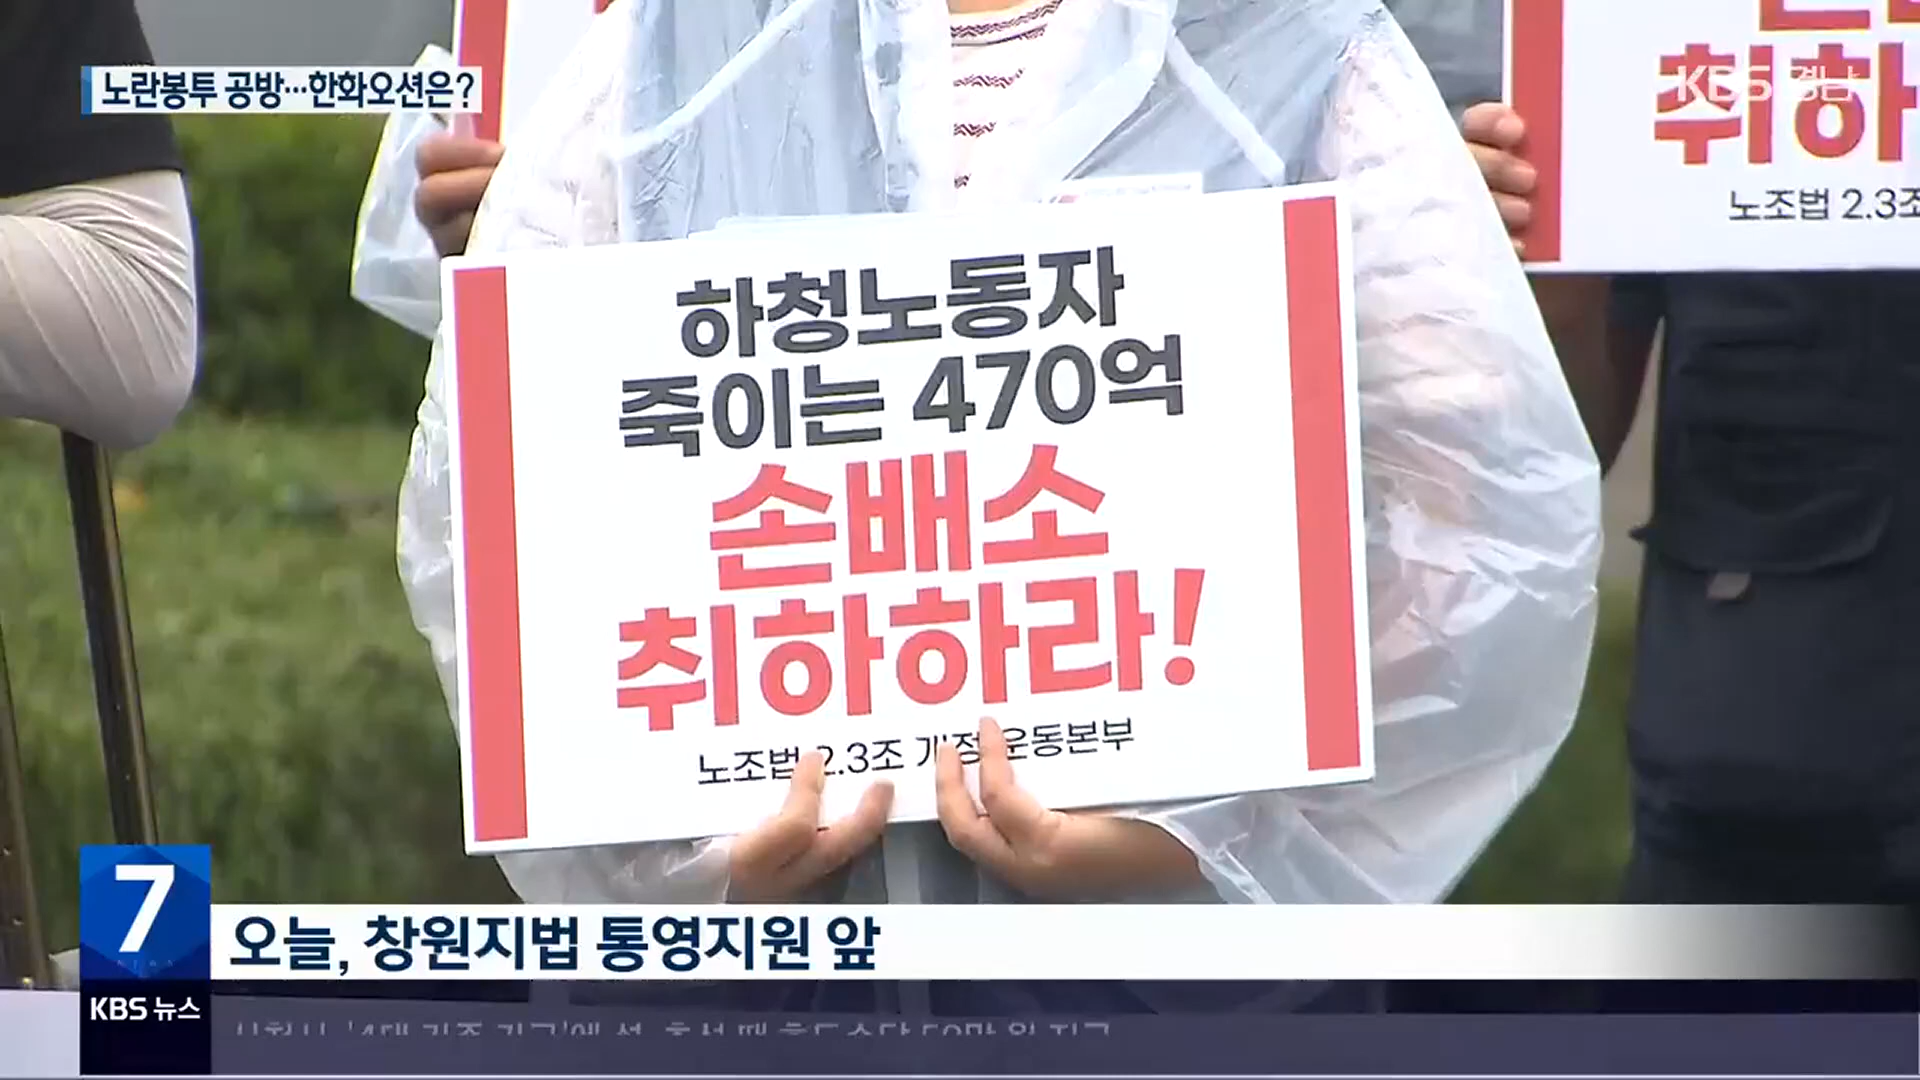 노란봉투 공방…한화오션은?
KBS 경남
취하
노조법 2.3조
하청노동자
죽이는 470억
손배소
취하하라!
노조법 2.3조 개정 운동본부
7
오늘, 창원지법 통영지원 앞
KBS 뉴스